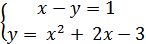 x − y = 1
y = x² + 2x − 3